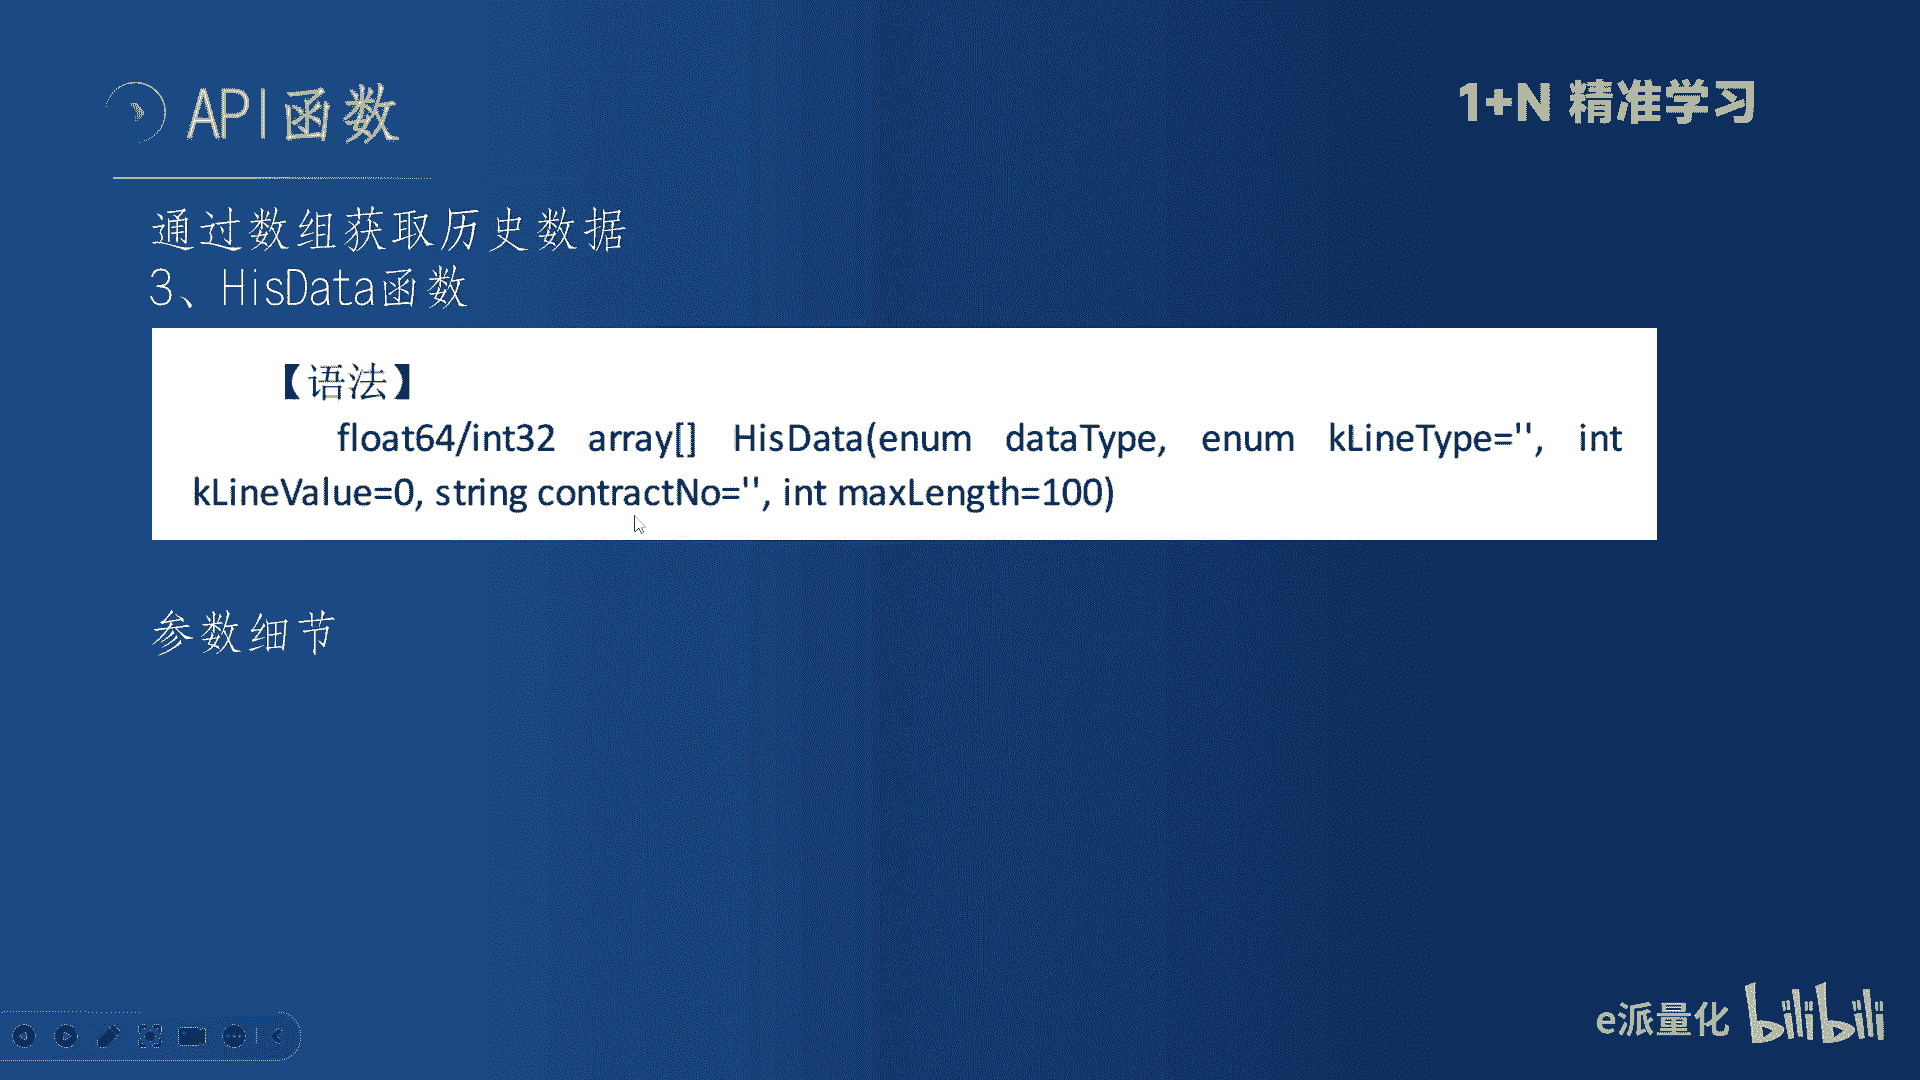 API函数
1+N 精准学习
通过数组获取历史数据
3、HisData函数
【语法】
float64/int32 array[] HisData(enum dataType, enum kLineType='', int
kLineValue=0, string contractNo='', int maxLength=100)
参数细节
e派量化 bilibili